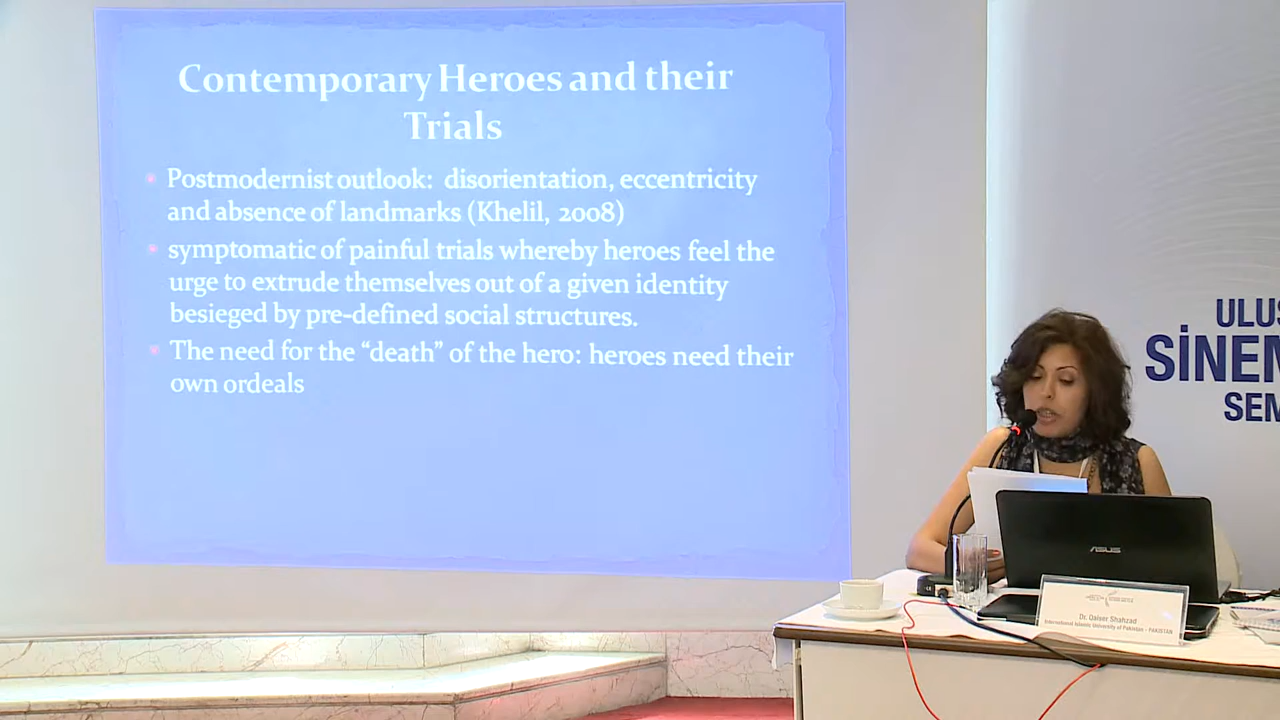 Contemporary Heroes and their
Trials
Postmodernist outlook: disorientation, eccentricity
and absence of landmarks (Khelil, 2008)
symptomatic of painful trials whereby heroes feel the
urge to extrude themselves out of a given identity
besieged by pre-defined social structures.
The need for the “death” of the hero: heroes need their
own ordeals
ULUS
SİNEM
SEM
ASUS
Dr. Qaiser Shahzad
International Islamic University of Pakistan - PAKISTAN